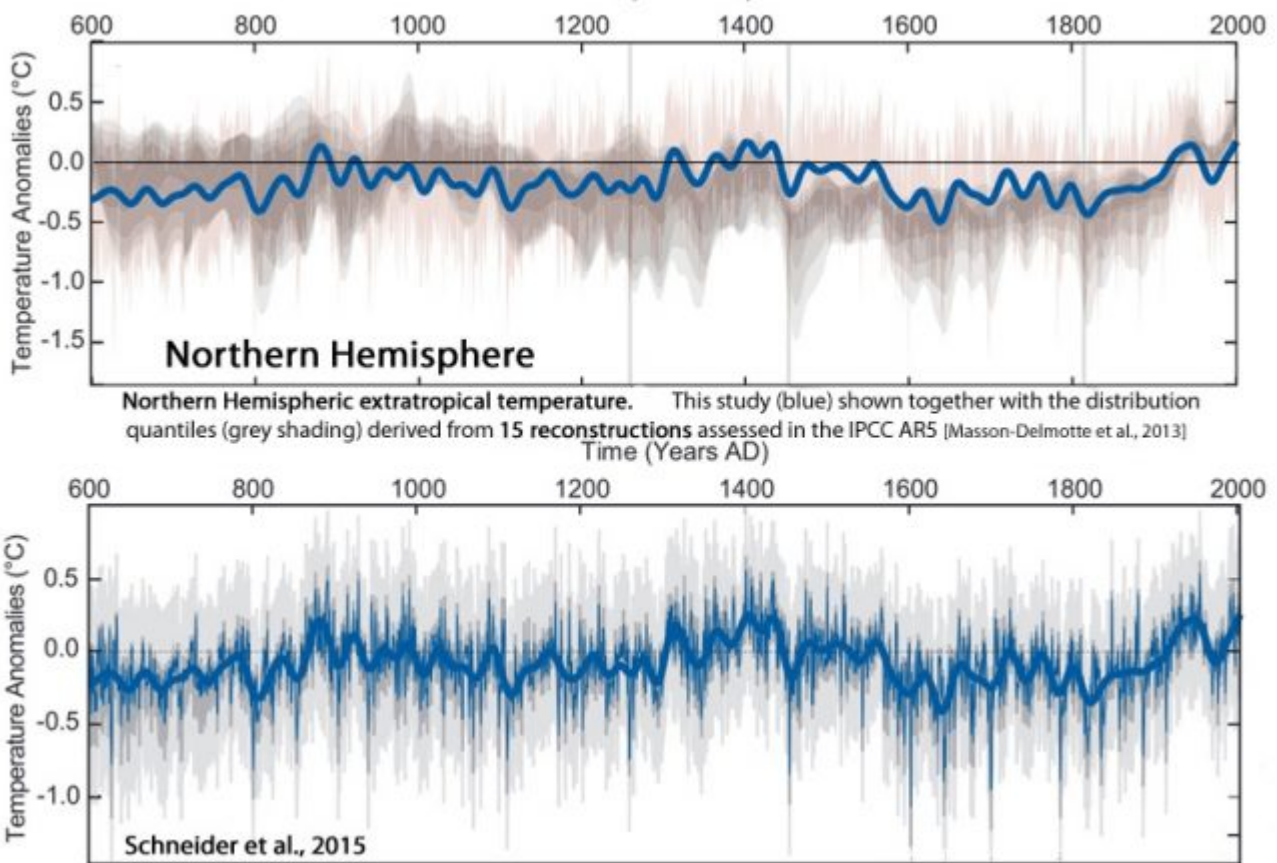 600 800 1000 1200 1400 1600 1800 2000
Temperature Anomalies (°C)
0.5
0.0
-0.5
-1.0
-1.5
Northern Hemisphere
Northern Hemispheric extratropical temperature. This study (blue) shown together with the distribution
quantiles (grey shading) derived from 15 reconstructions assessed in the IPCC AR5 [Masson-Delmotte et al., 2013]
Time (Years AD)
600 800 1000 1200 1400 1600 1800 2000
Temperature Anomalies (°C)
0.5
0.0
-0.5
-1.0
Schneider et al., 2015